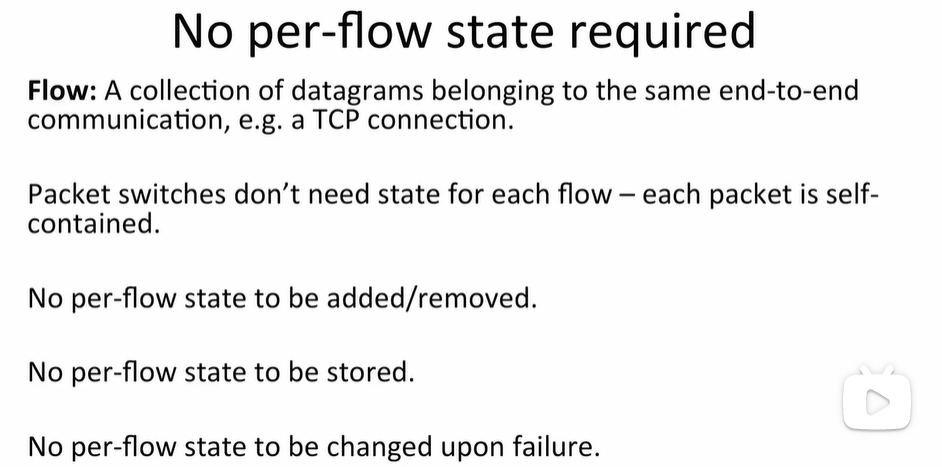 No per-flow state required
Flow: A collection of datagrams belonging to the same end-to-end
communication, e.g. a TCP connection.
Packet switches don’t need state for each flow – each packet is self-
contained.
No per-flow state to be added/removed.
No per-flow state to be stored.
No per-flow state to be changed upon failure.